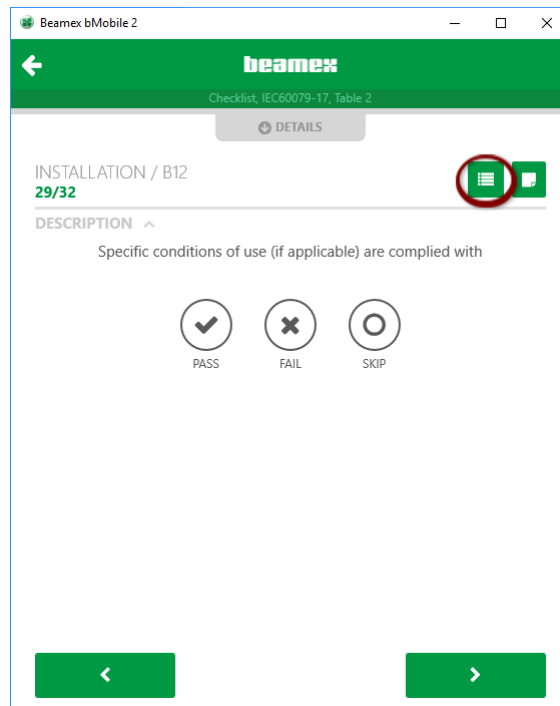 Beamex bMobile 2
beamex
Checklist, IEC60079-17, Table 2
DETAILS
INSTALLATION / B12
29/32
DESCRIPTION
Specific conditions of use (if applicable) are complied with
PASS FAIL SKIP